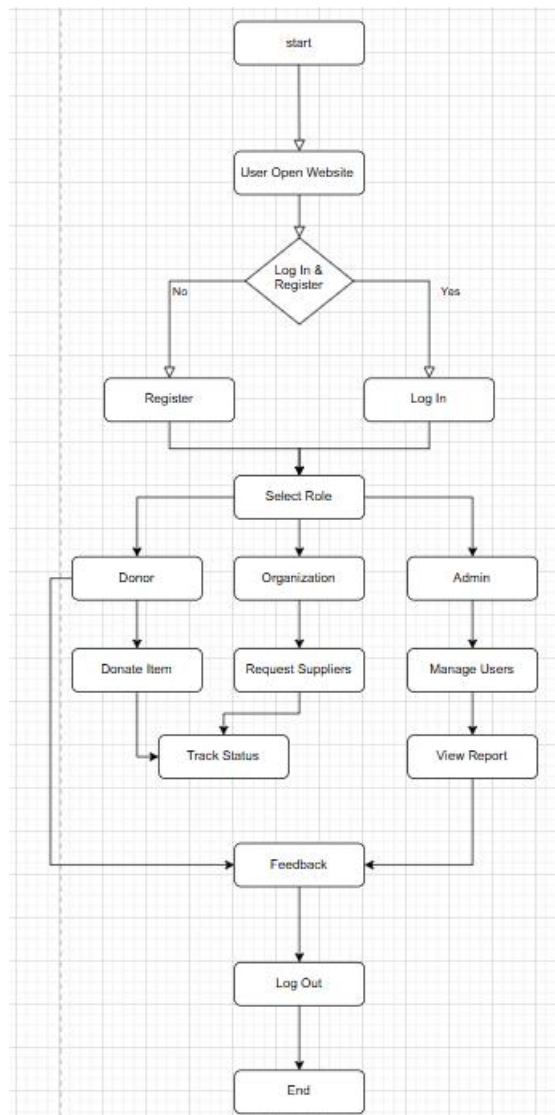 start
User Open Website
Log In &
Register
No
Yes
Register
Log In
Select Role
Donor
Organization
Admin
Donate Item
Request Suppliers
Manage Users
Track Status
View Report
Feedback
Log Out
End